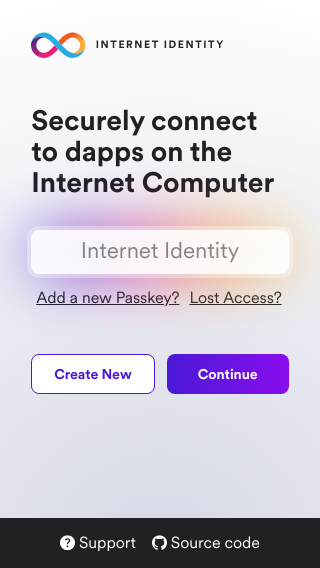 INTERNET IDENTITY
Securely connect
to dapps on the
Internet Computer
Internet Identity
Add a new Passkey? Lost Access?
Create New Continue
Support Source code